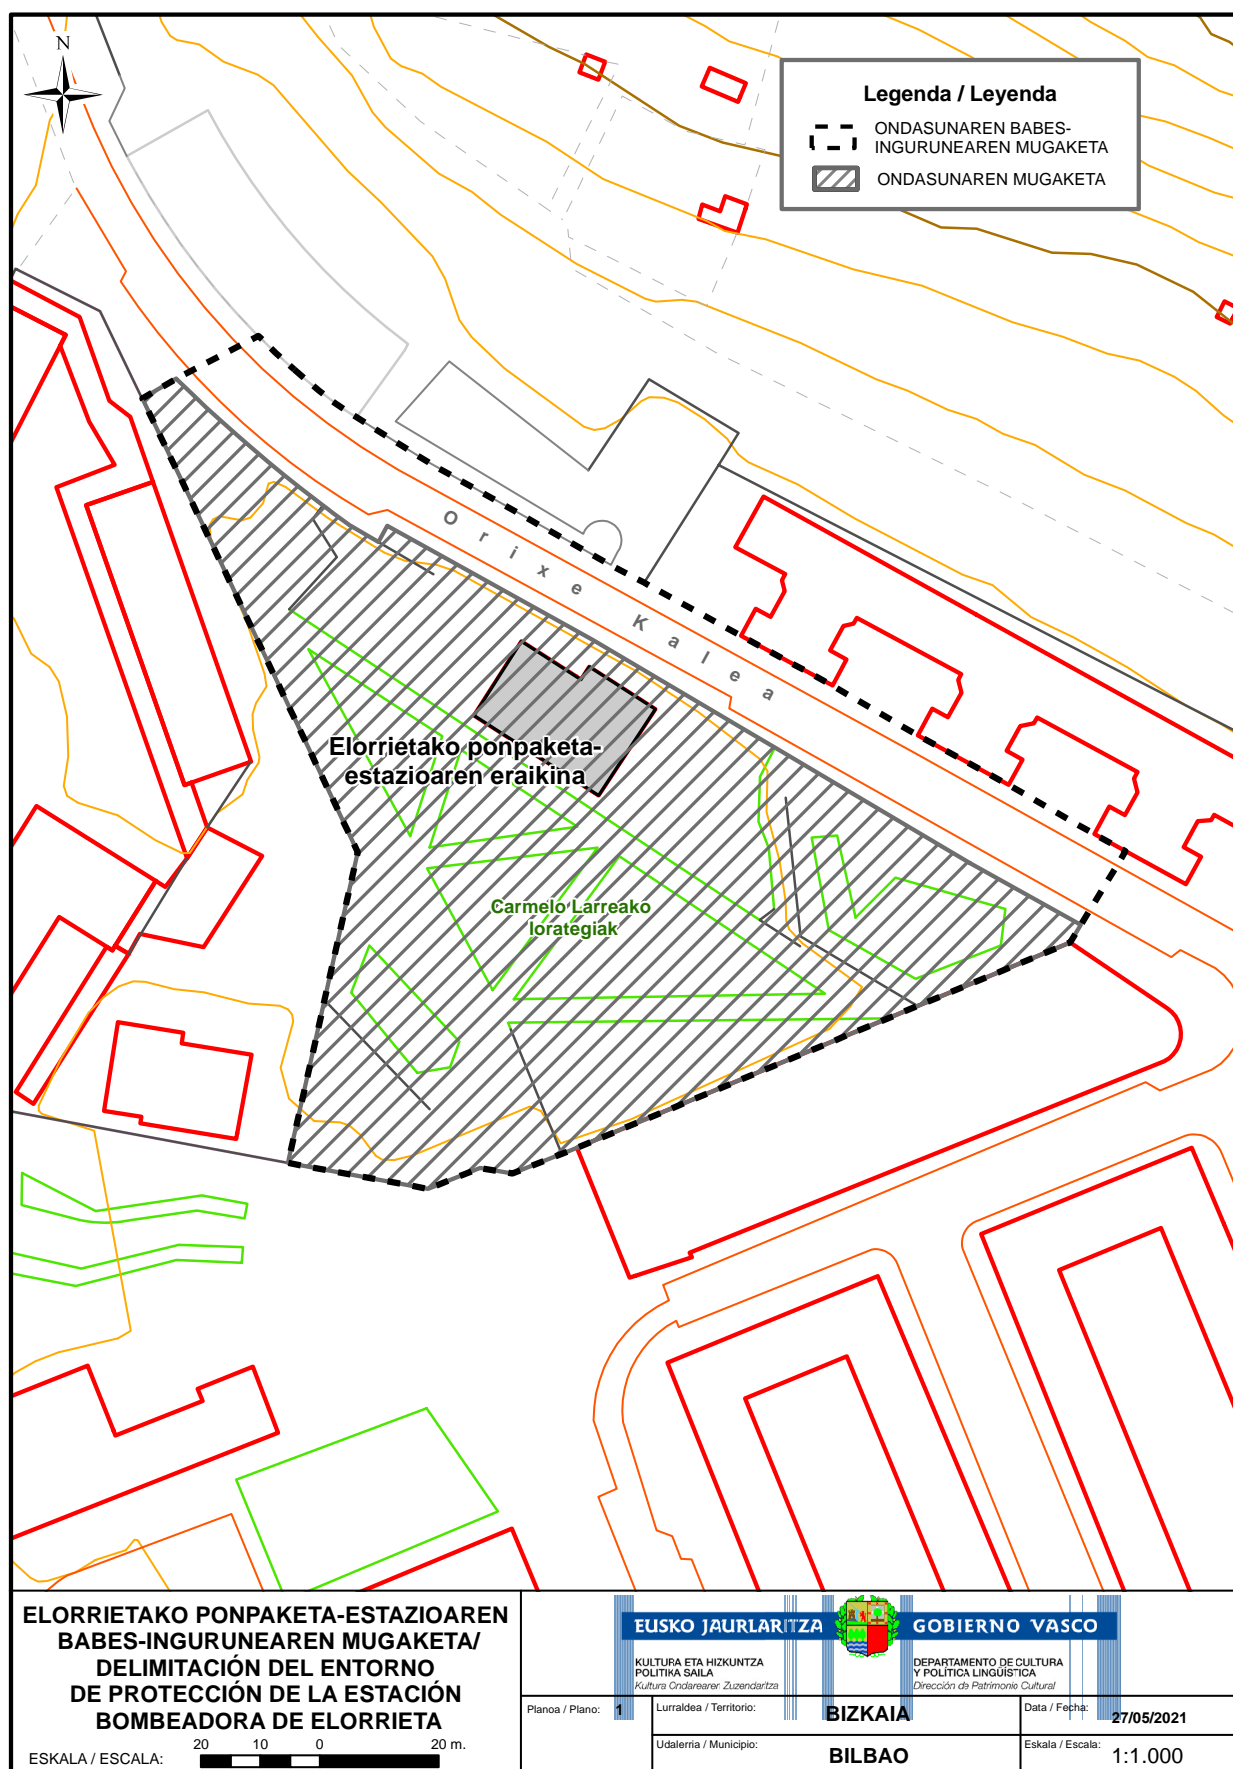 N
Legenda / Leyenda
ONDASUNAREN BABES-
INGURUNEAREN MUGAKETA
ONDASUNAREN MUGAKETA
Orixe Kalea
Elorrietako ponpaketa-
estazioaren eraikina
Carmelo Larreako
lorategiak
ELORRIETAKO PONPAKETA-ESTAZIOAREN
BABES-INGURUNEAREN MUGAKETA/
DELIMITACIÓN DEL ENTORNO
DE PROTECCIÓN DE LA ESTACIÓN
BOMBEADORA DE ELORRIETA
ESKALA / ESCALA:
20 10 0 20 m.
EUSKO JAURLARITZA
GOBIERNO VASCO
KULTURA ETA HIZKUNTZA
POLITIKA SAILA
Kultura Ondarearer Zuzendaritza
DEPARTAMENTO DE CULTURA
Y POLÍTICA LINGÜÍSTICA
Dirección de Patrimonio Cultural
Planoa / Plano: 1
Lurraldea / Territorio: BIZKAIA
Data / Fecha: 27/05/2021
Udalerria / Municipio: BILBAO
Eskala / Escala: 1:1.000